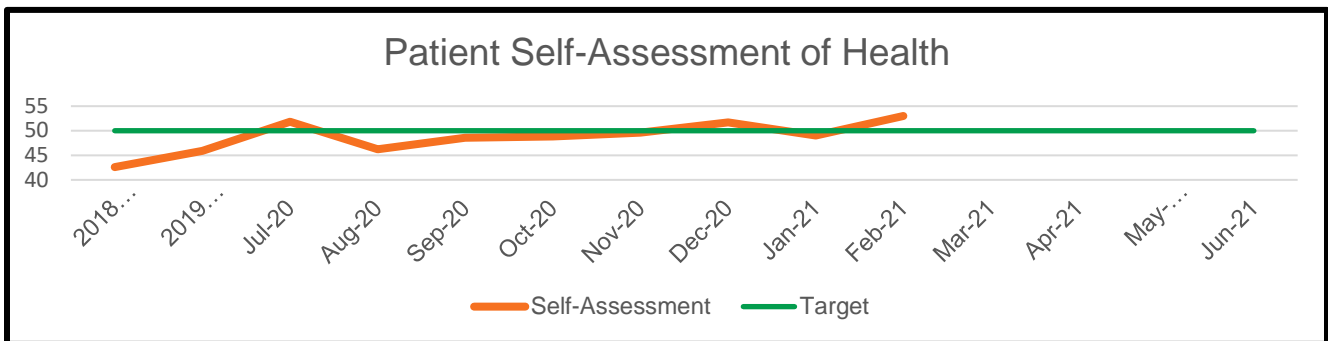 Patient Self-Assessment of Health
55
50
45
40
2018...
2019...
Jul-20
Aug-20
Sep-20
Oct-20
Nov-20
Dec-20
Jan-21
Feb-21
Mar-21
Apr-21
May-...
Jun-21
Self-Assessment
Target